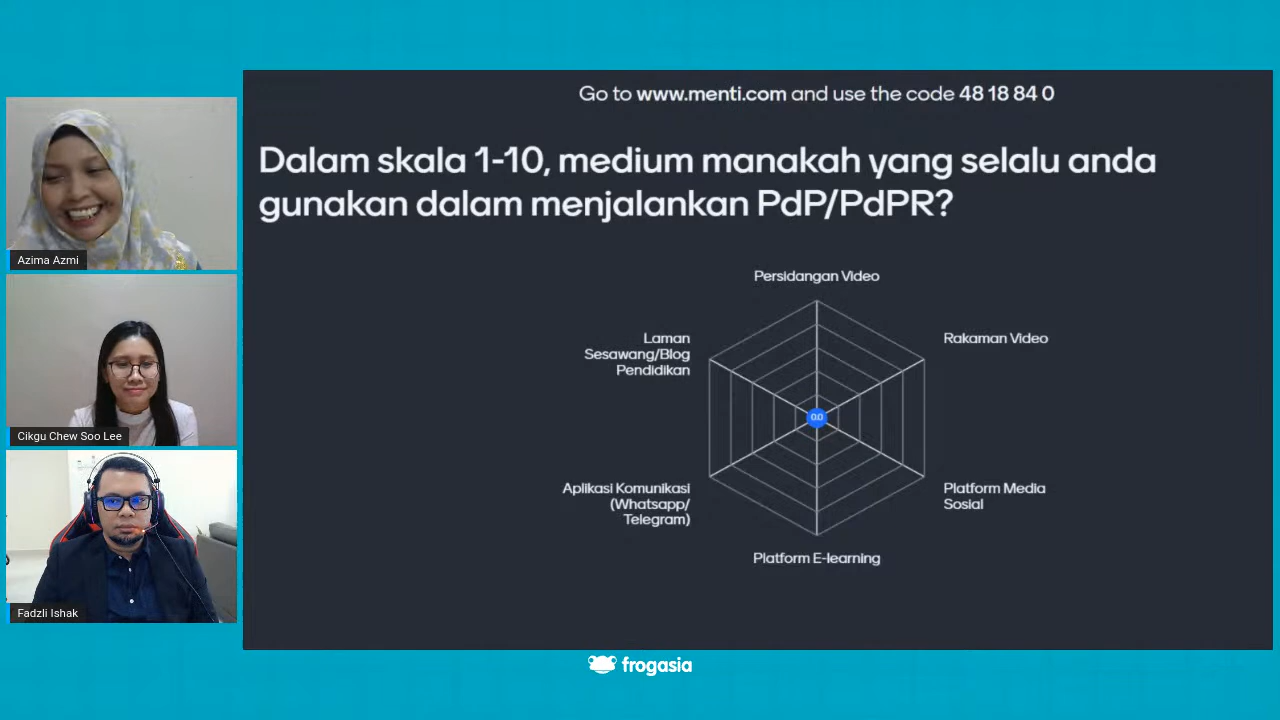 Go to www.menti.com and use the code 48 18 84 0
Dalam skala 1-10, medium manakah yang selalu anda
gunakan dalam menjalankan PdP/PdPR?
Persidangan Video
Laman
Sesawang/Blog
Pendidikan
Rakaman Video
0.0
Aplikasi Komunikasi
(Whatsapp/
Telegram)
Platform Media
Sosial
Platform E-learning
Azima Azmi
Cikgu Chew Soo Lee
Fadzli Ishak
frogasia